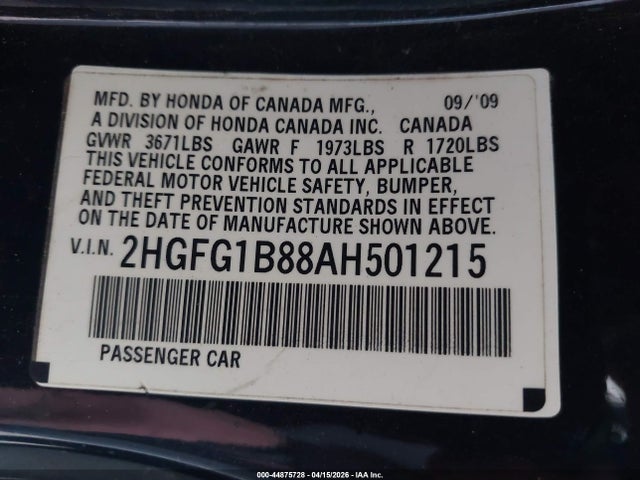 MFD. BY HONDA OF CANADA MFG., 09/'09
A DIVISION OF HONDA CANADA INC. CANADA
GVWR 3671LBS GAWR F 1973LBS R 1720LBS
THIS VEHICLE CONFORMS TO ALL APPLICABLE
FEDERAL MOTOR VEHICLE SAFETY, BUMPER,
AND THEFT PREVENTION STANDARDS IN EFFECT
ON THE DATE OF MANUFACTURE SHOWN ABOVE.
V.I.N. 2HGFG1B88AH501215
PASSENGER CAR
000-44875728 - 04/15/2026 - IAA Inc.